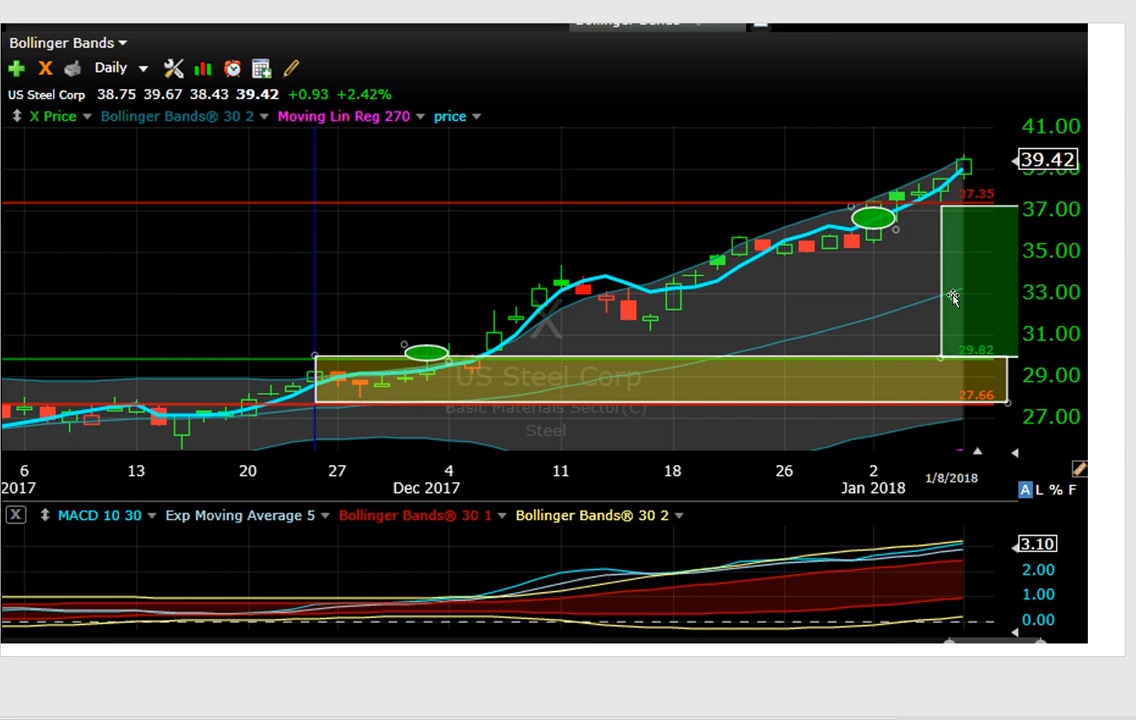 Bollinger Bands
Bollinger Bands
Daily
US Steel Corp 38.75 39.67 38.43 39.42 +0.93 +2.42%
X Price Bollinger Bands® 30 2 Moving Lin Reg 270 price
41.00
39.42
39.00
37.35
37.00
35.00
33.00
X
31.00
29.82
29.00
US Steel Corp
27.66
Basic Materials Sector(C)
27.00
Steel
6 13 20 27 4 11 18 26 2 1/8/2018
2017 Dec 2017 Jan 2018
A L % F
X MACD 10 30 Exp Moving Average 5 Bollinger Bands® 30 1 Bollinger Bands® 30 2
3.10
2.00
1.00
0.00